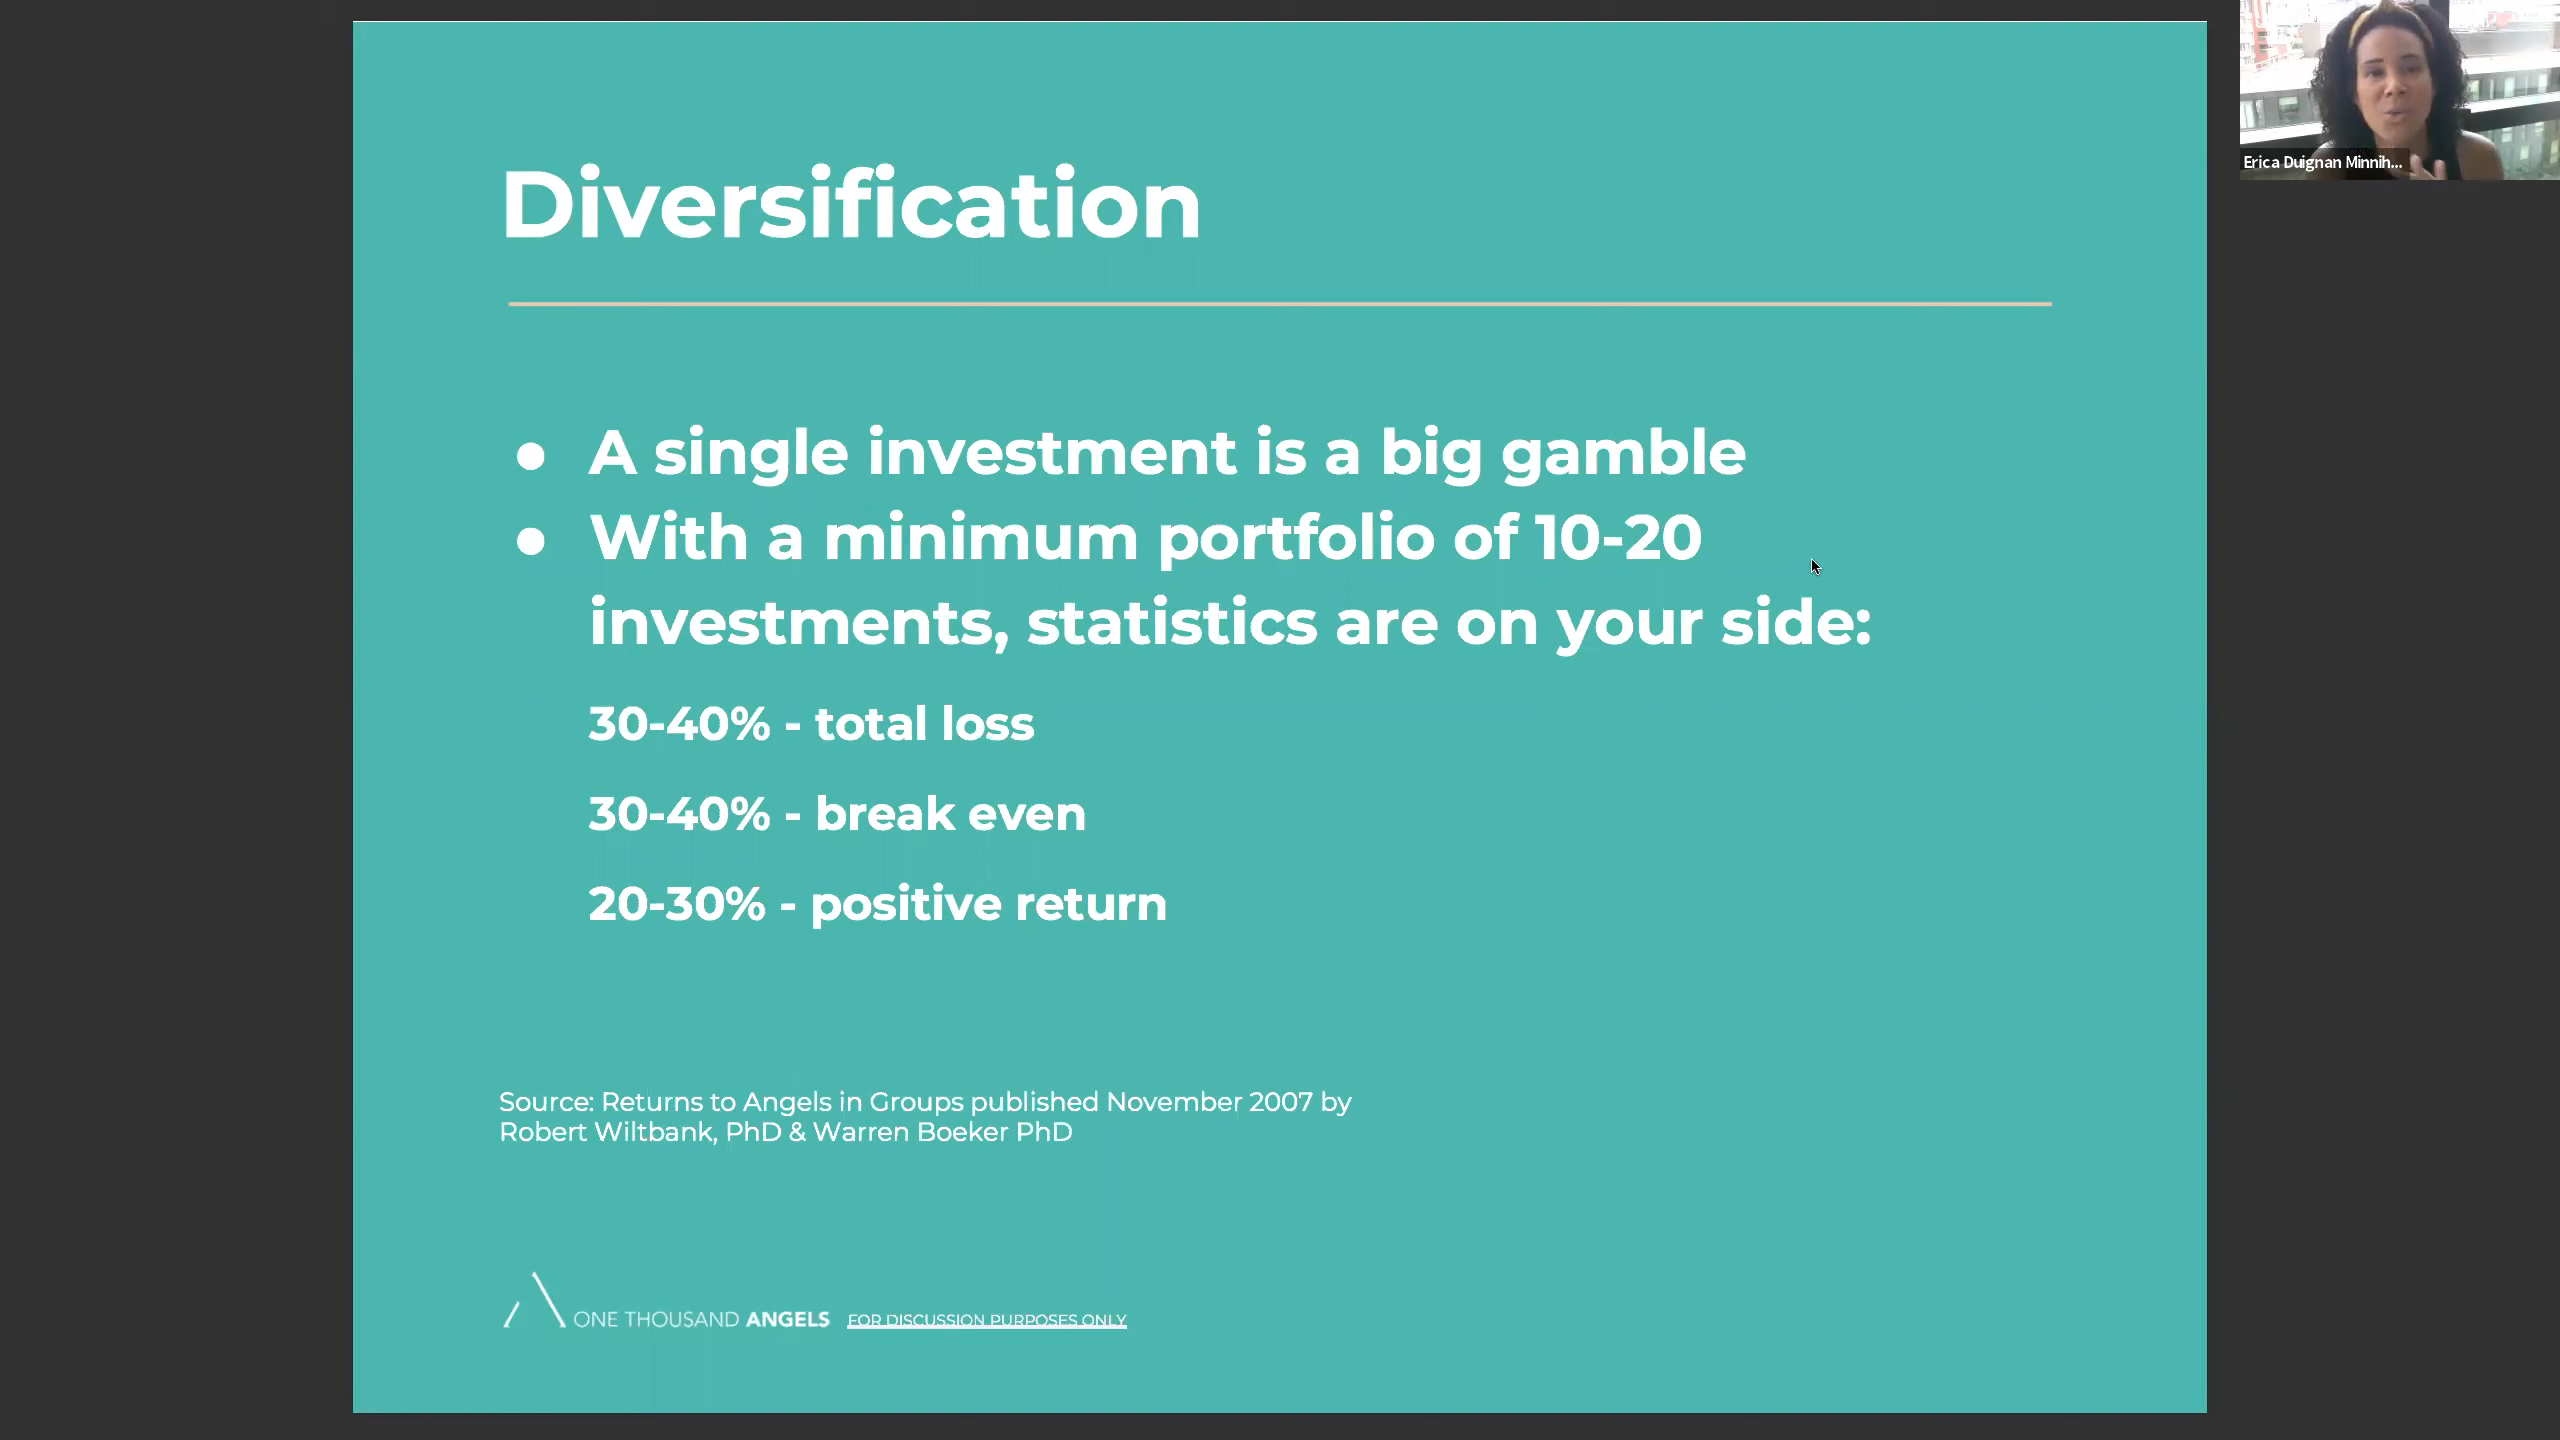 Diversification
● A single investment is a big gamble
● With a minimum portfolio of 10-20
investments, statistics are on your side:
30-40% - total loss
30-40% - break even
20-30% - positive return
Source: Returns to Angels in Groups published November 2007 by
Robert Wiltbank, PhD & Warren Boeker PhD
ONE THOUSAND ANGELS FOR DISCUSSION PURPOSES ONLY
Erica Duignan Minnih...